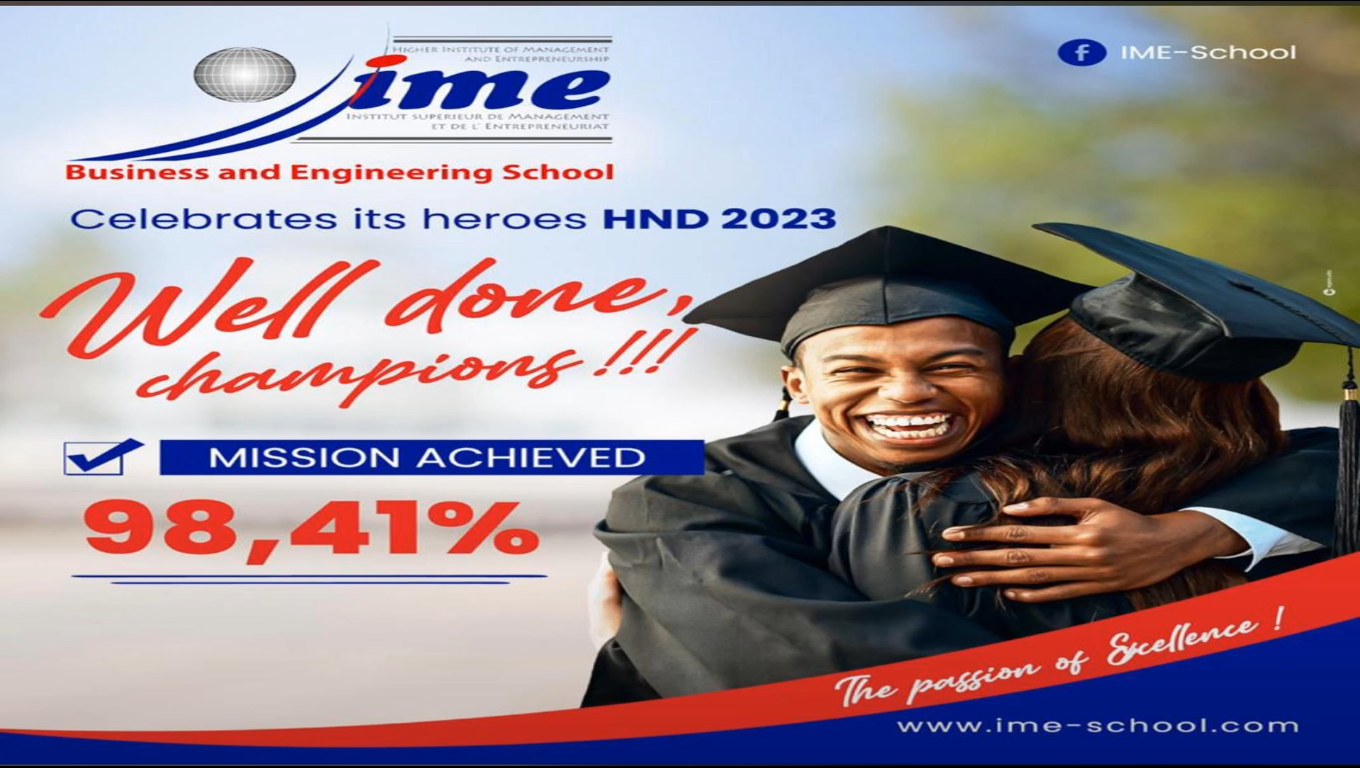 HIGHER INSTITUTE OF MANAGEMENT
AND ENTREPRENEURSHIP
ime
INSTITUT SUPERIEUR DE MANAGEMENT
ET DE L' ENTREPRENEURIAT
Business and Engineering School
IME-School
Celebrates its heroes HND 2023
Well done,
champions !!!
MISSION ACHIEVED
98,41%
The passion of Excellence !
www.ime-school.com